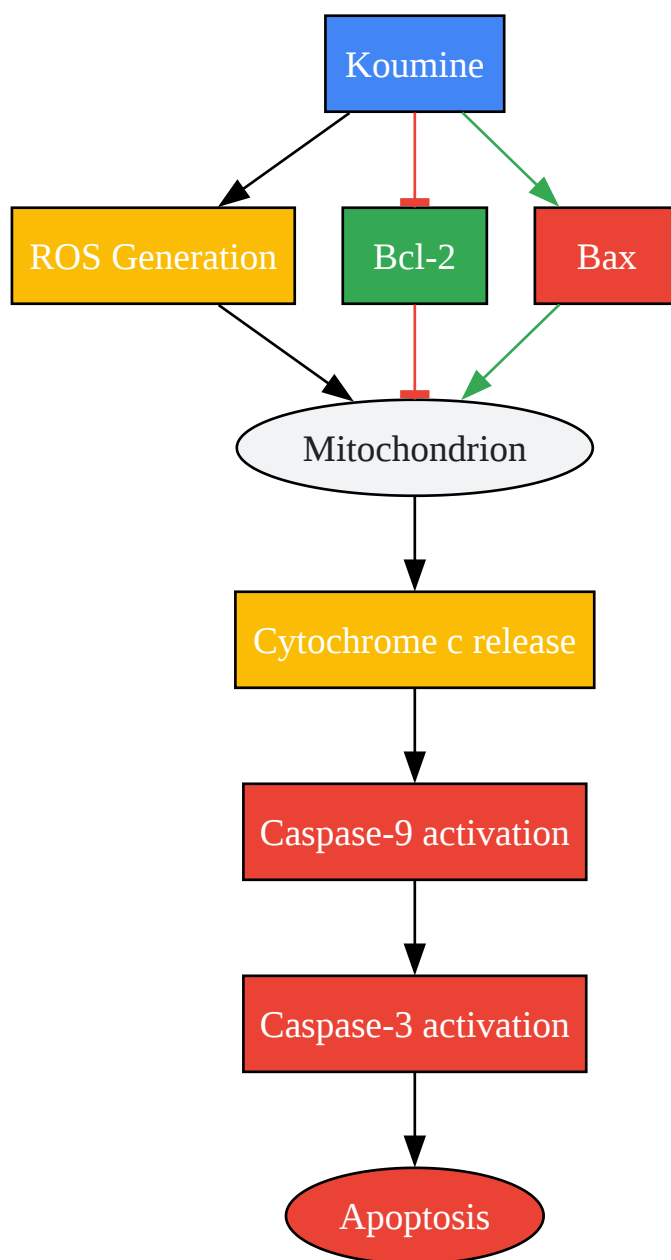 Koumine
ROS Generation
Bcl-2
Bax
Mitochondrion
Cytochrome c release
Caspase-9 activation
Caspase-3 activation
Apoptosis